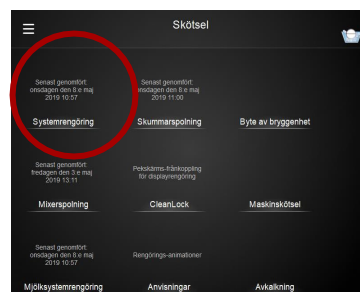 Skötsel
Senast genomfört:
onsdagen den 8:e maj
2019 10:57
Systemrengöring
Senast genomfört:
onsdagen den 8:e maj
2019 11:00
Skummarspolning
Byte av bryggenhet
Senast genomfört:
fredagen den 3:e maj
2019 13:11
Mixerspolning
Pekskärms-frånkoppling
för displayrengöring
CleanLock
Maskinskötsel
Senast genomfört:
onsdagen den 8:e maj
2019 10:57
Mjölksystemrengöring
Rengörings-animationer
Anvisningar
Avkalkning